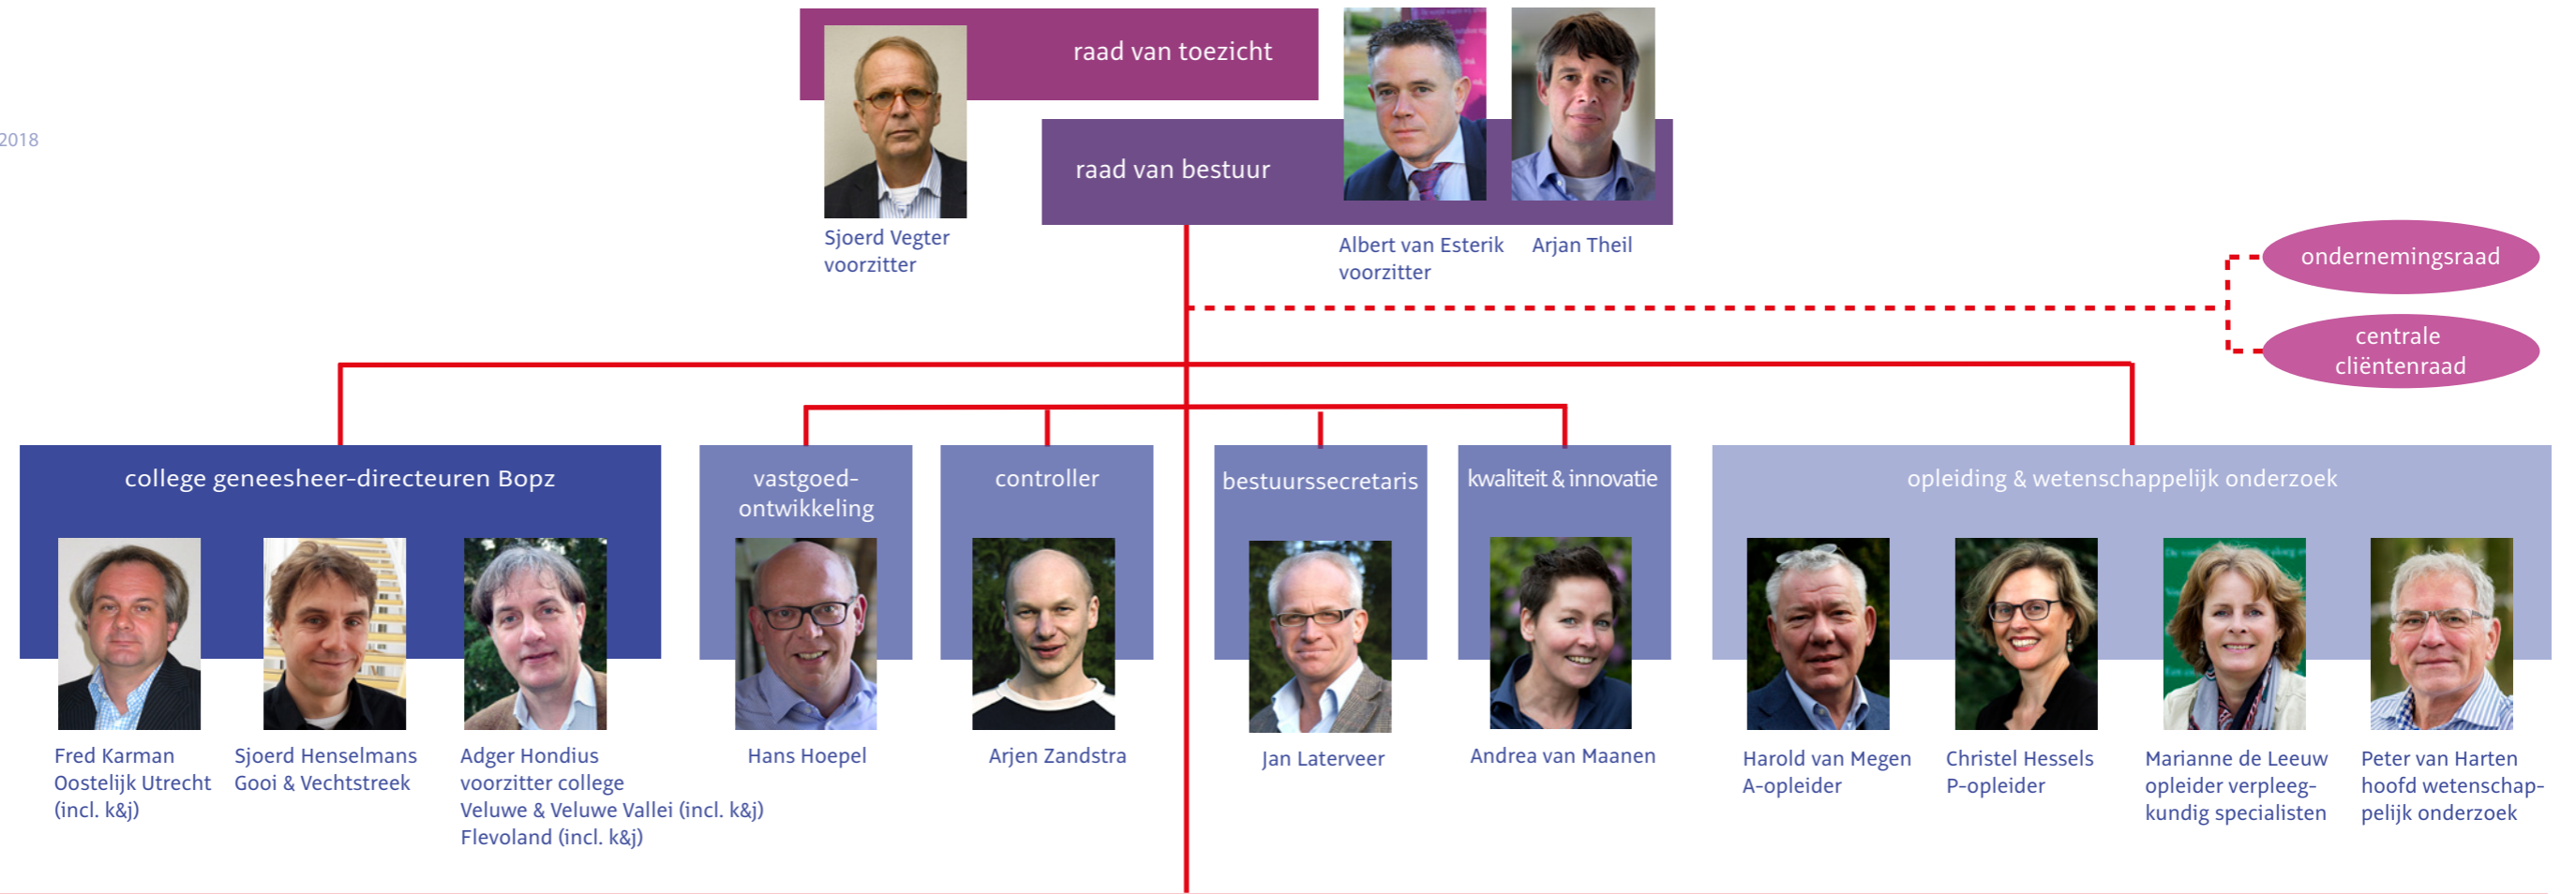 raad van toezicht
2018
raad van bestuur
Sjoerd Vegter
voorzitter
Albert van Esterik
voorzitter
Arjan Theil
ondernemingsraad
centrale
cliëntenraad
college geneesheer-directeuren Bopz
vastgoed-
ontwikkeling
controller
bestuurssecretaris
kwaliteit & innovatie
opleiding & wetenschappelijk onderzoek
Fred Karman
Oostelijk Utrecht
(incl. k&j)
Sjoerd Henselmans
Gooi & Vechtstreek
Adger Hondius
voorzitter college
Veluwe & Veluwe Vallei (incl. k&j)
Flevoland (incl. k&j)
Hans Hoepel
Arjen Zandstra
Jan Laterveer
Andrea van Maanen
Harold van Megen
A-opleider
Christel Hessels
P-opleider
Marianne de Leeuw
opleider verpleeg-
kundig specialisten
Peter van Harten
hoofd wetenschap-
pelijk onderzoek